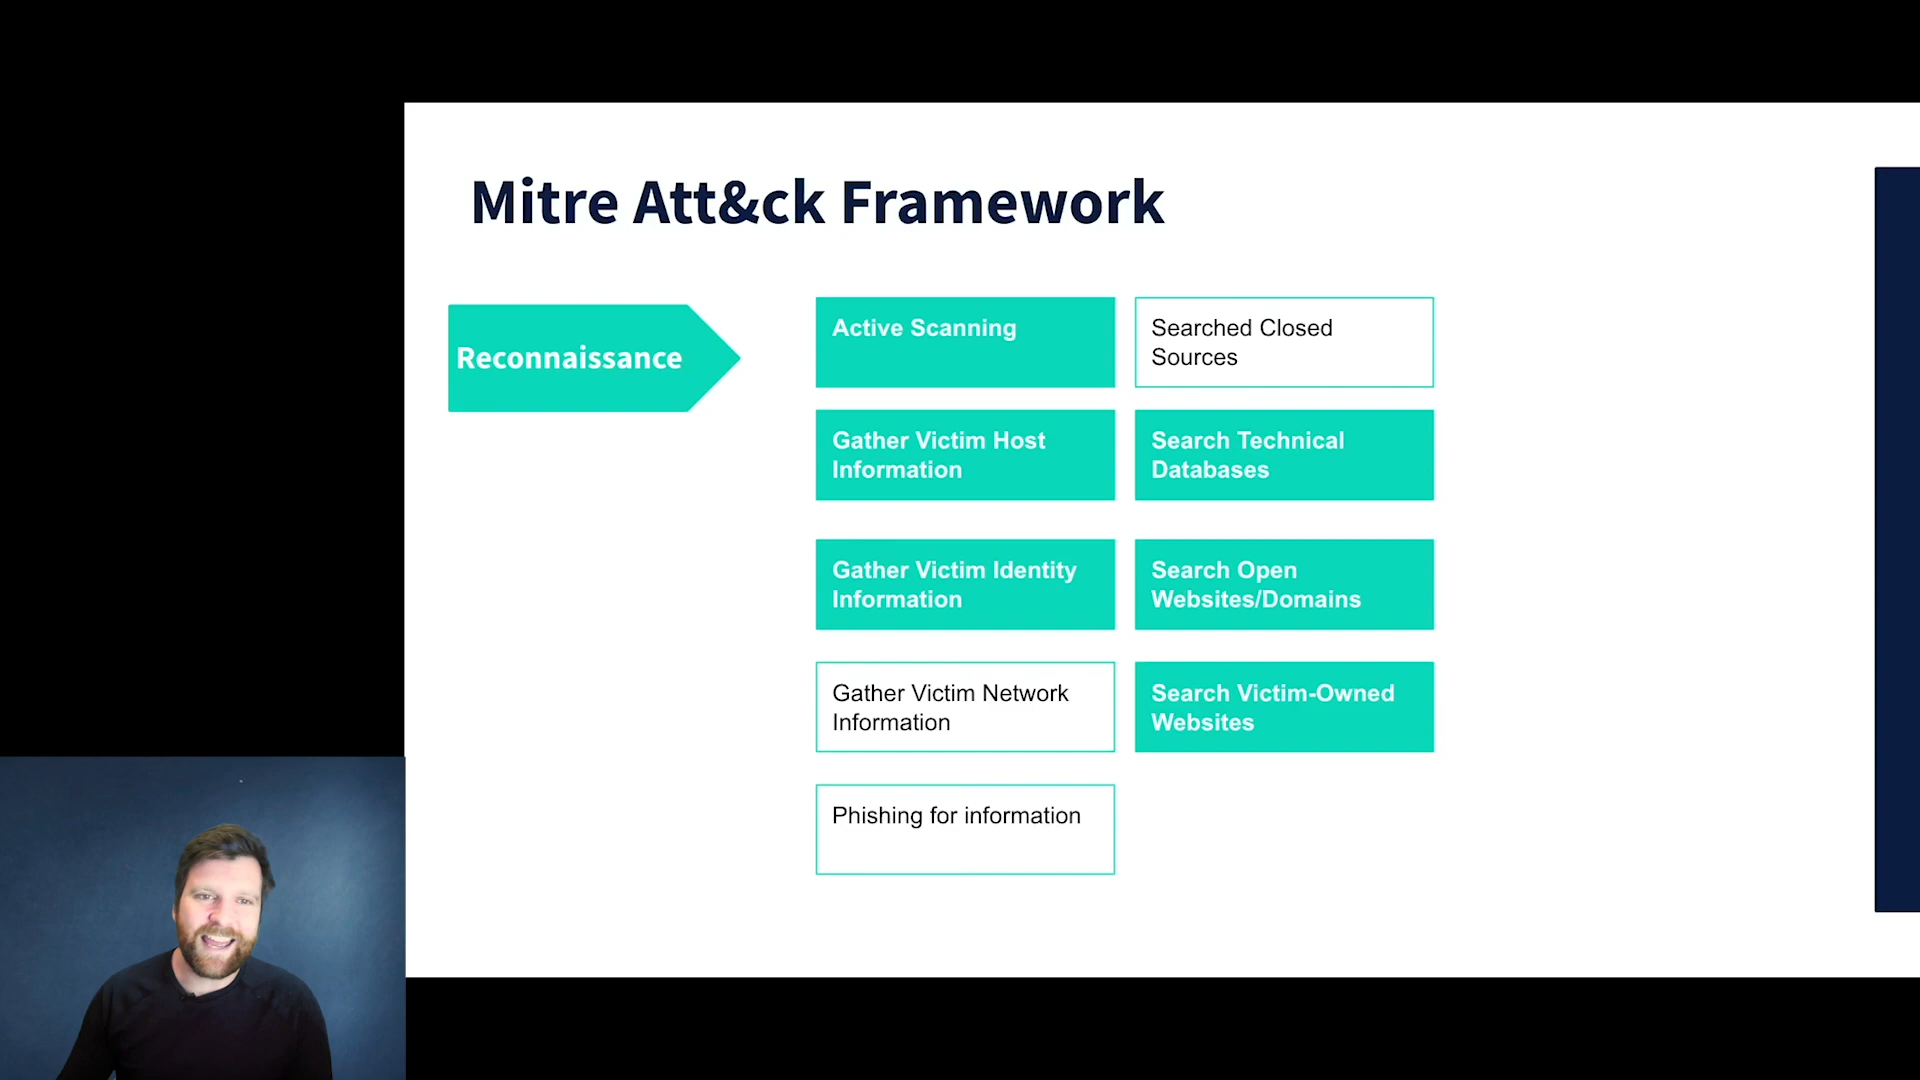 Mitre Att&ck Framework
Reconnaissance
Active Scanning
Searched Closed
Sources
Gather Victim Host
Information
Search Technical
Databases
Gather Victim Identity
Information
Search Open
Websites/Domains
Gather Victim Network
Information
Search Victim-Owned
Websites
Phishing for information